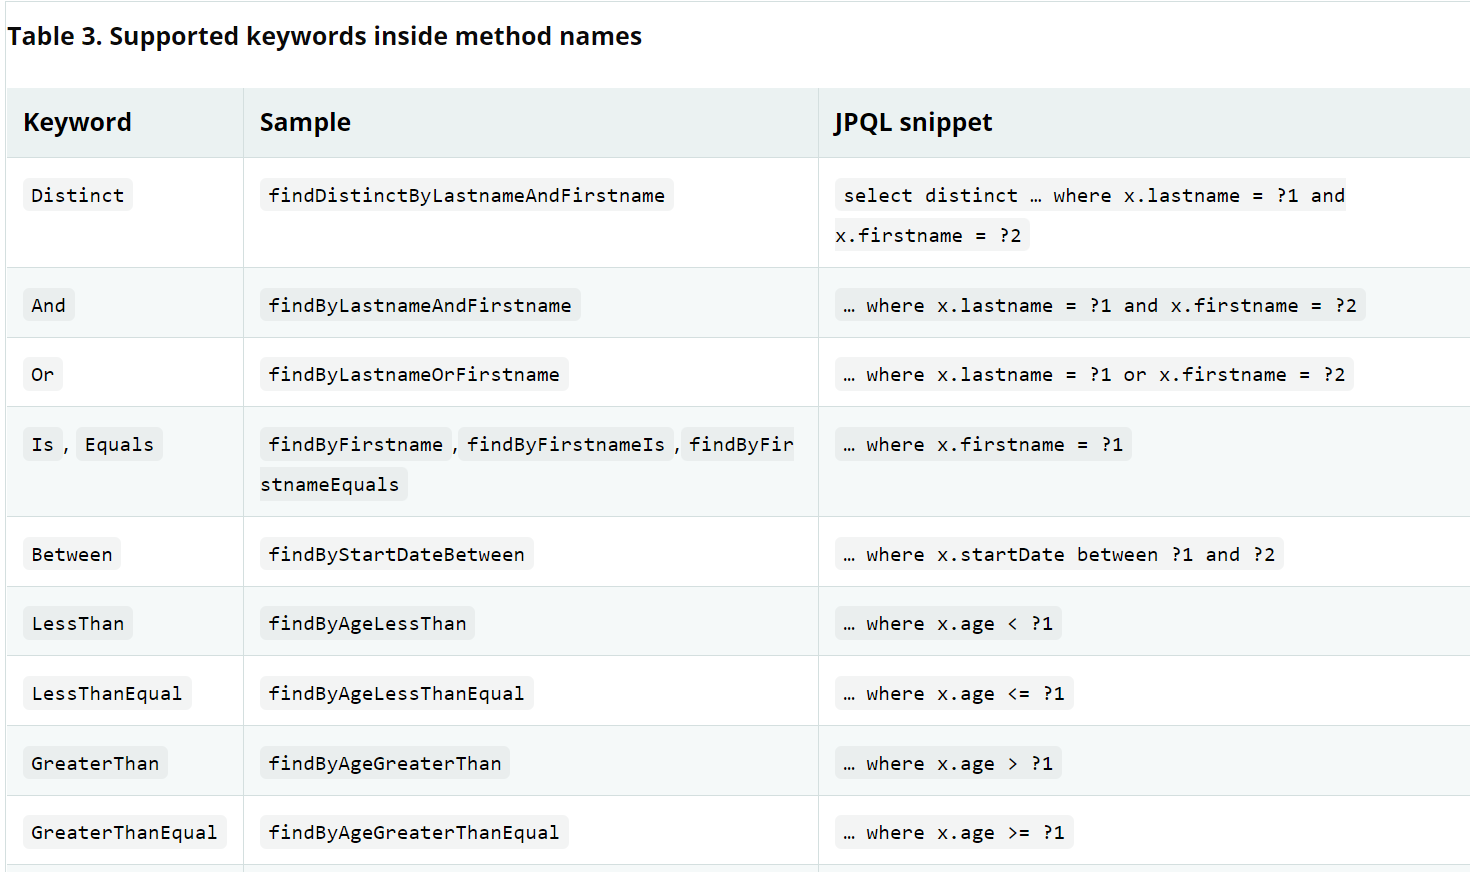 Table 3. Supported keywords inside method names
Keyword Sample JPQL snippet
Distinct findDistinctByLastnameAndFirstname select distinct … where x.lastname = ?1 and
x.firstname = ?2
And findByLastnameAndFirstname … where x.lastname = ?1 and x.firstname = ?2
Or findByLastnameOrFirstname … where x.lastname = ?1 or x.firstname = ?2
Is, Equals findByFirstname, findByFirstnameIs, findByFir … where x.firstname = ?1
stnameEquals
Between findByStartDateBetween … where x.startDate between ?1 and ?2
LessThan findByAgeLessThan … where x.age < ?1
LessThanEqual findByAgeLessThanEqual … where x.age <= ?1
GreaterThan findByAgeGreaterThan … where x.age > ?1
GreaterThanEqual findByAgeGreaterThanEqual … where x.age >= ?1